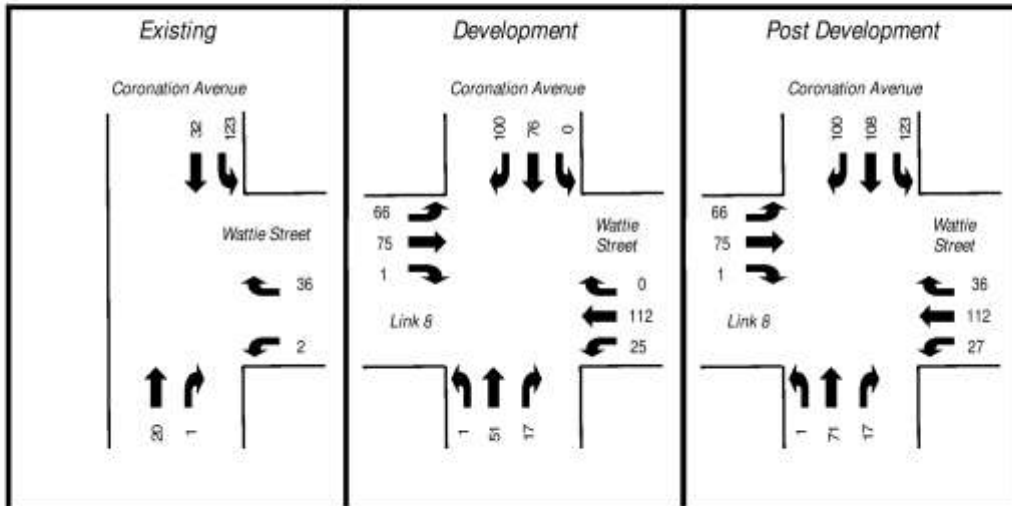 Existing
Coronation Avenue
32 123
Wattie Street
36
2
20 1
Development
Coronation Avenue
100 76 0
66
75
1
Link 8
Wattie
Street
0
112
25
1 51 17
Post Development
Coronation Avenue
100 108 123
66
75
1
Link 8
Wattie
Street
36
112
27
1 71 17